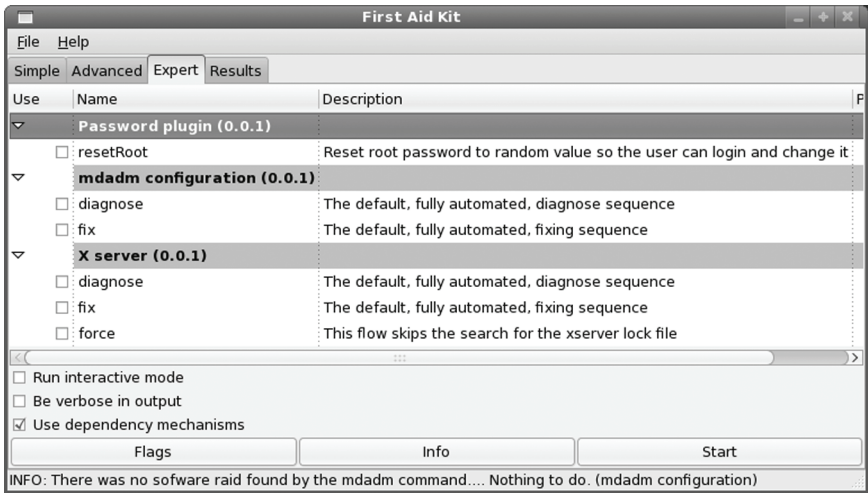 First Aid Kit
File Help
Simple Advanced Expert Results
Use Name Description P
Password plugin (0.0.1)
resetRoot Reset root password to random value so the user can login and change it
mdadm configuration (0.0.1)
diagnose The default, fully automated, diagnose sequence
fix The default, fully automated, fixing sequence
X server (0.0.1)
diagnose The default, fully automated, diagnose sequence
fix The default, fully automated, fixing sequence
force This flow skips the search for the xserver lock file
Run interactive mode
Be verbose in output
Use dependency mechanisms
Flags Info Start
INFO: There was no sofware raid found by the mdadm command.... Nothing to do. (mdadm configuration)